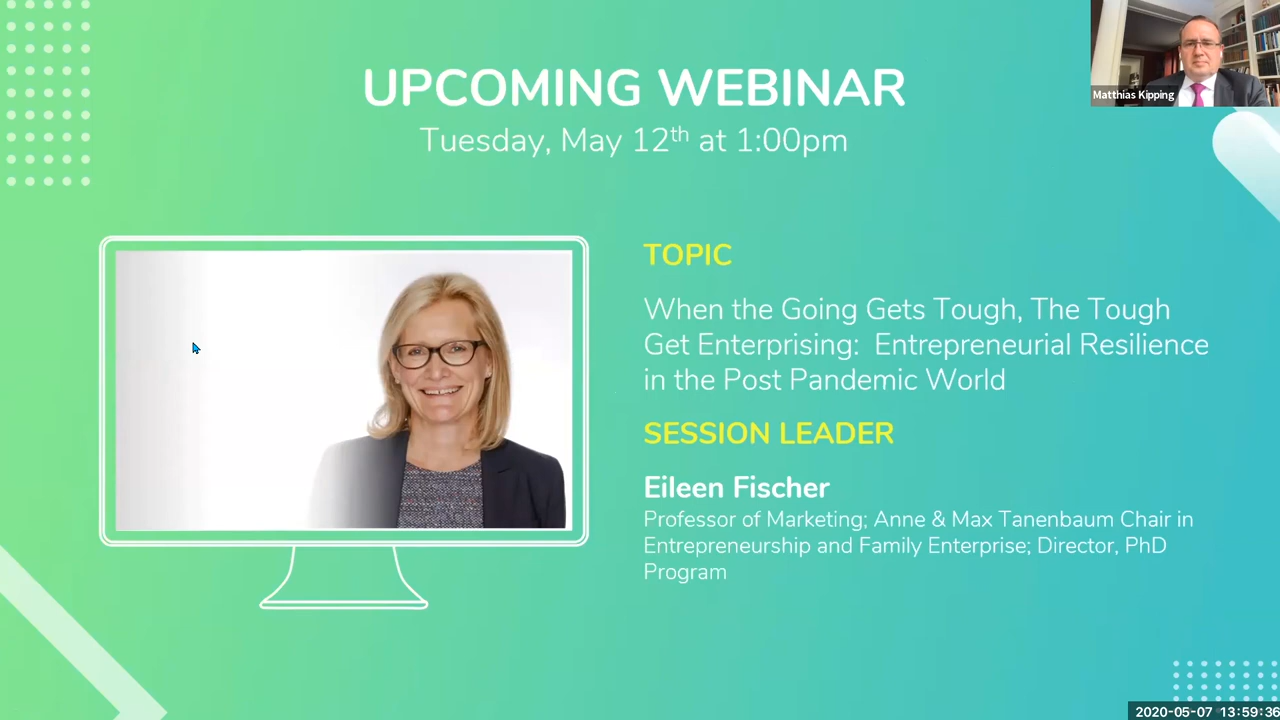 UPCOMING WEBINAR
Tuesday, May 12th at 1:00pm
Matthias Kipping
TOPIC
When the Going Gets Tough, The Tough
Get Enterprising: Entrepreneurial Resilience
in the Post Pandemic World
SESSION LEADER
Eileen Fischer
Professor of Marketing; Anne & Max Tanenbaum Chair in
Entrepreneurship and Family Enterprise; Director, PhD
Program
2020-05-07 13:59:36